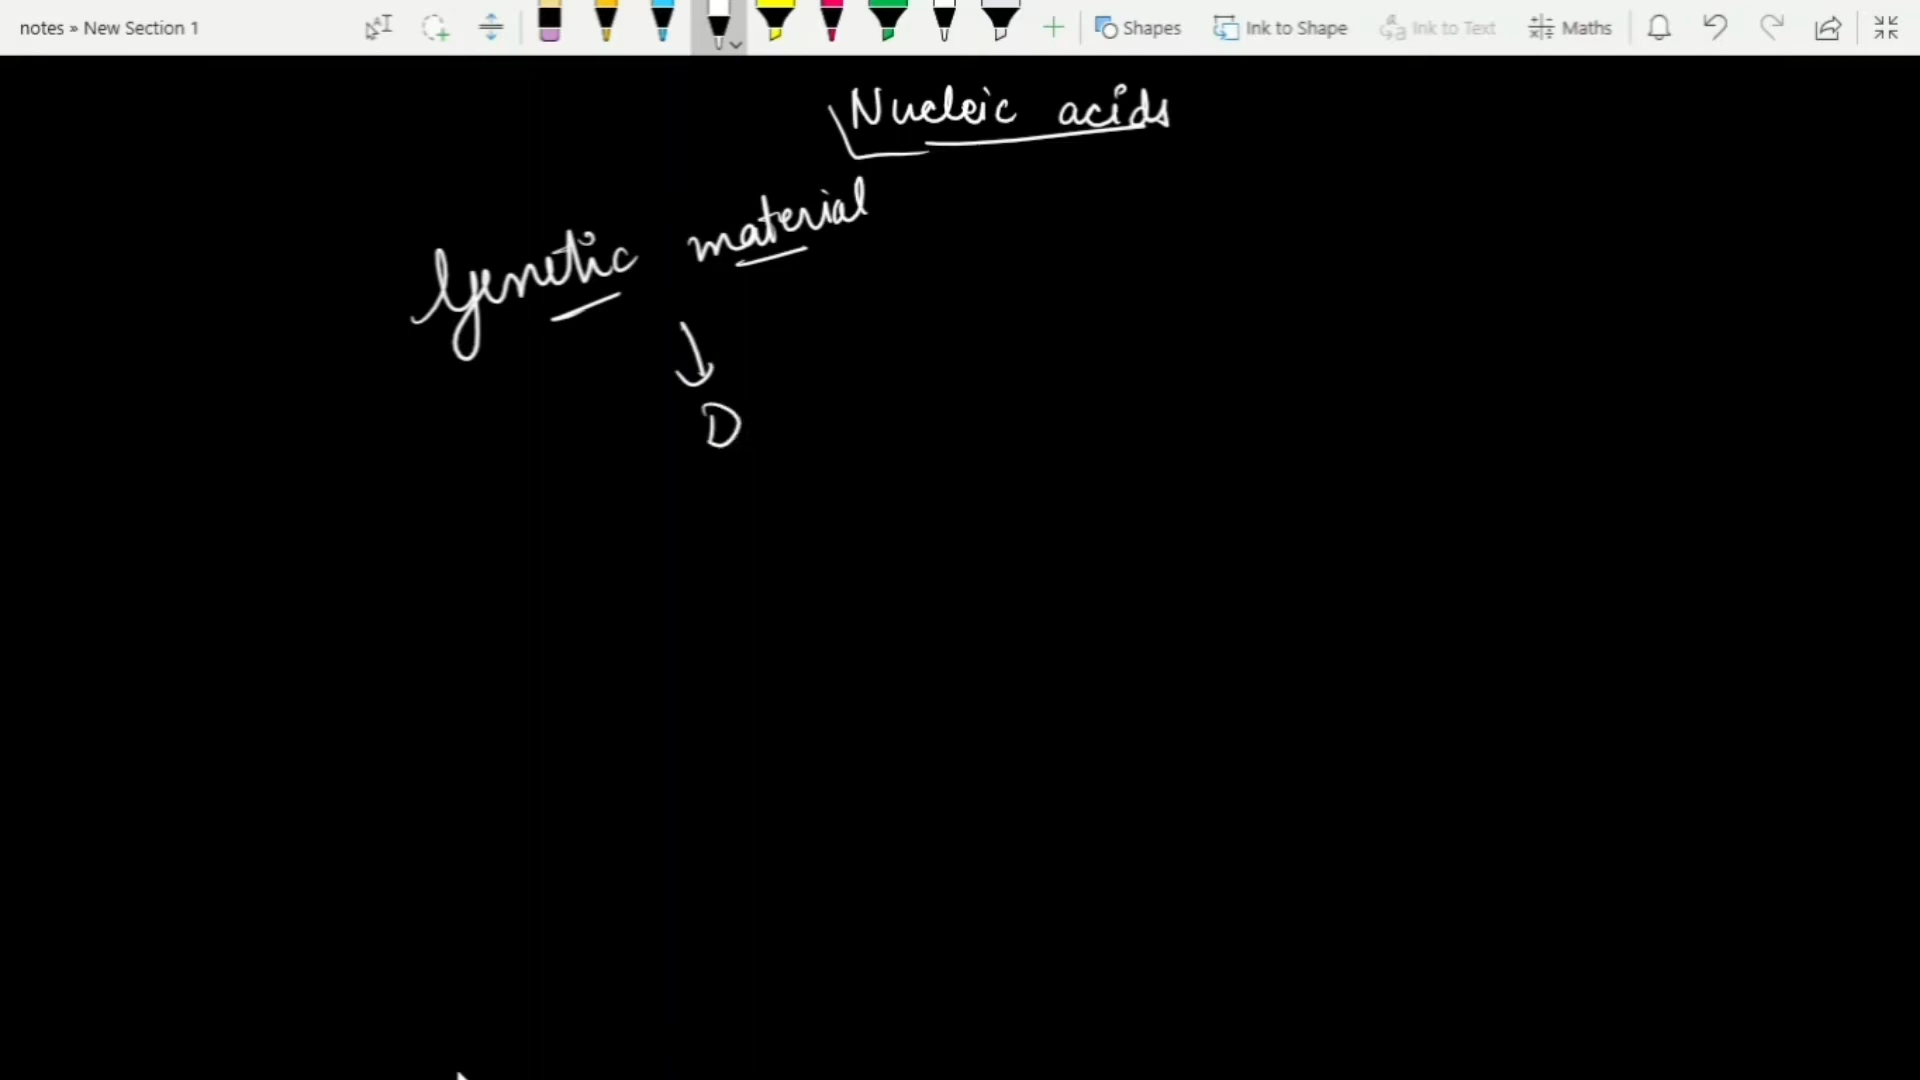 notes » New Section 1
Shapes
Ink to Shape
Ink to Text
Maths
Nucleic acids
Genetic material
D